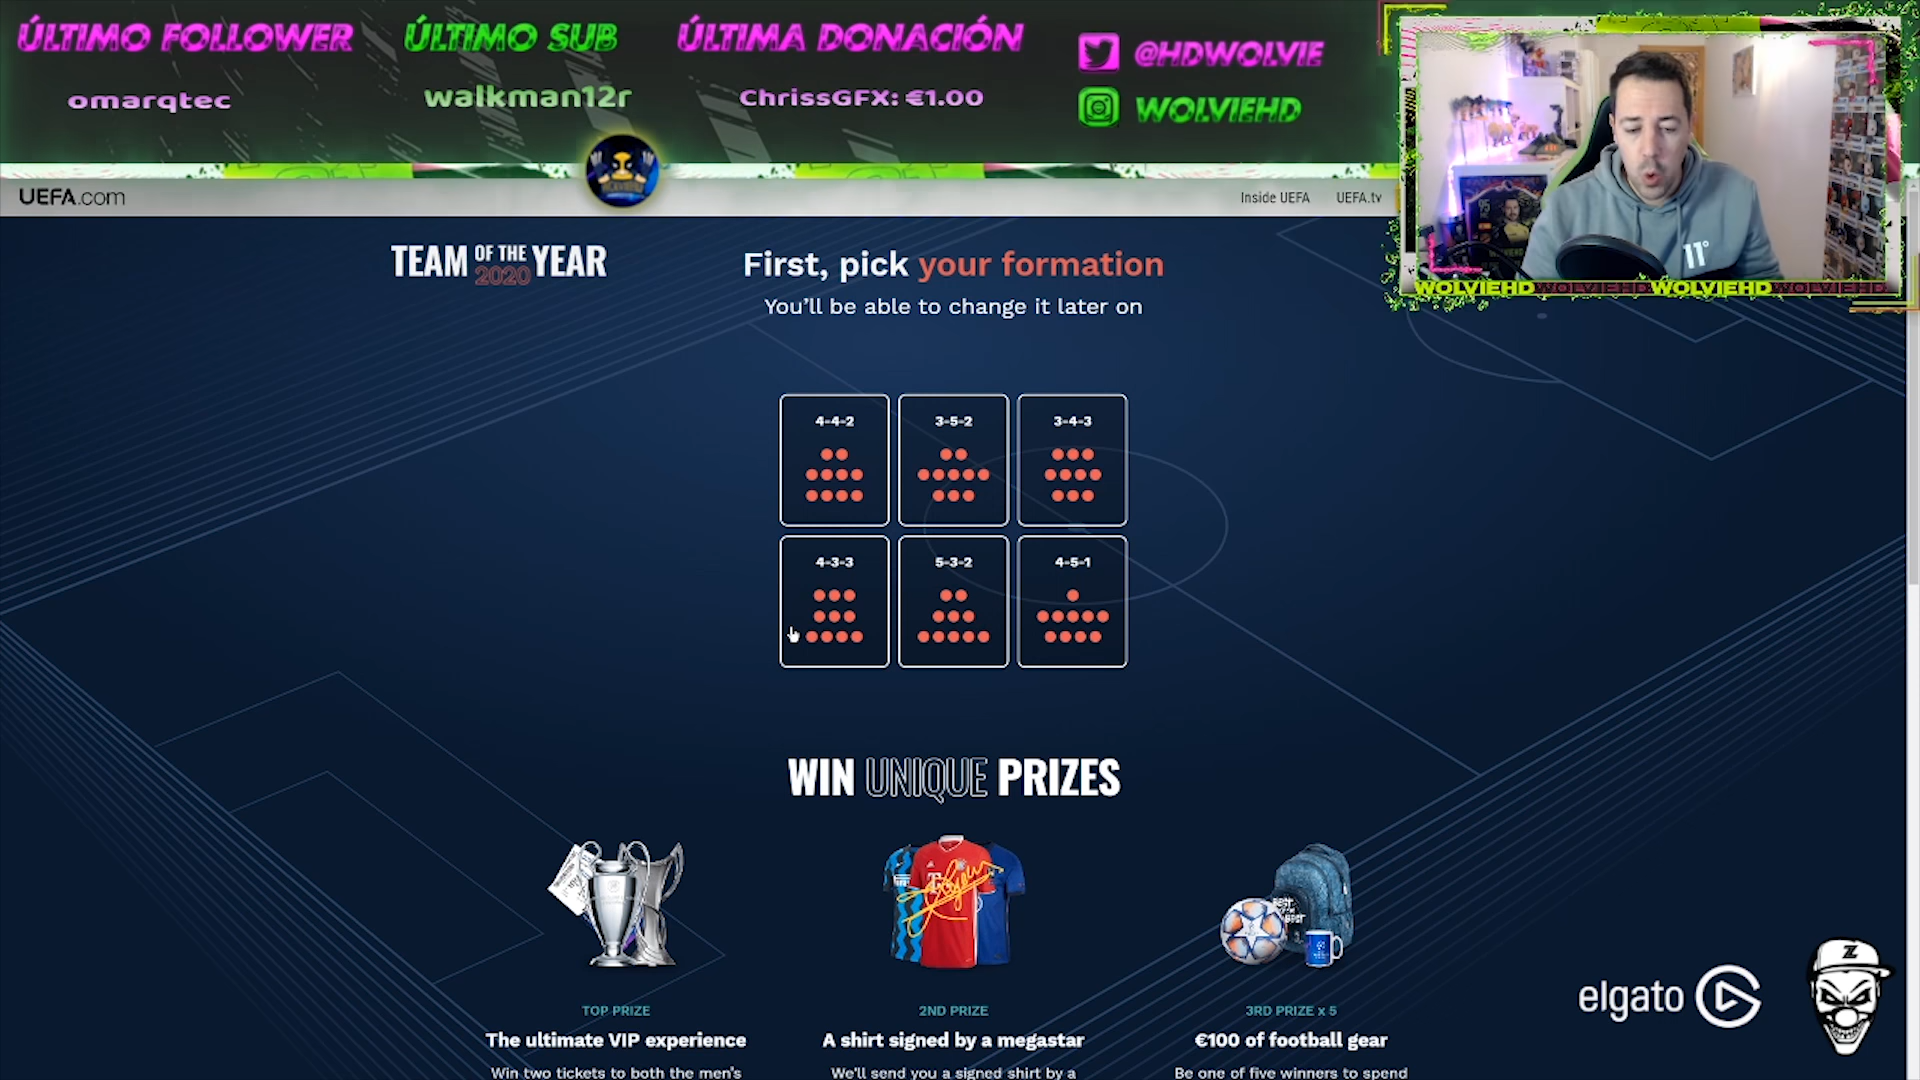 ÚLTIMO FOLLOWER
omarqtec
ÚLTIMO SUB
walkman12r
ÚLTIMA DONACIÓN
ChrissGFX: €1.00
@HDWOLVIE
WOLVIEHD
WOLVIEHDWOLVIEHDWOLVIEHDWOLVIEHD
11°
95
UEFA.com
Inside UEFA
UEFA.tv
TEAM OF THE YEAR
2020
First, pick your formation
You'll be able to change it later on
4-4-2
3-5-2
3-4-3
4-3-3
5-3-2
4-5-1
WIN UNIQUE PRIZES
TOP PRIZE
The ultimate VIP experience
Win two tickets to both the men's
2ND PRIZE
A shirt signed by a megastar
We'll send you a signed shirt by a
3RD PRIZE x 5
€100 of football gear
Be one of five winners to spend
elgato
Z